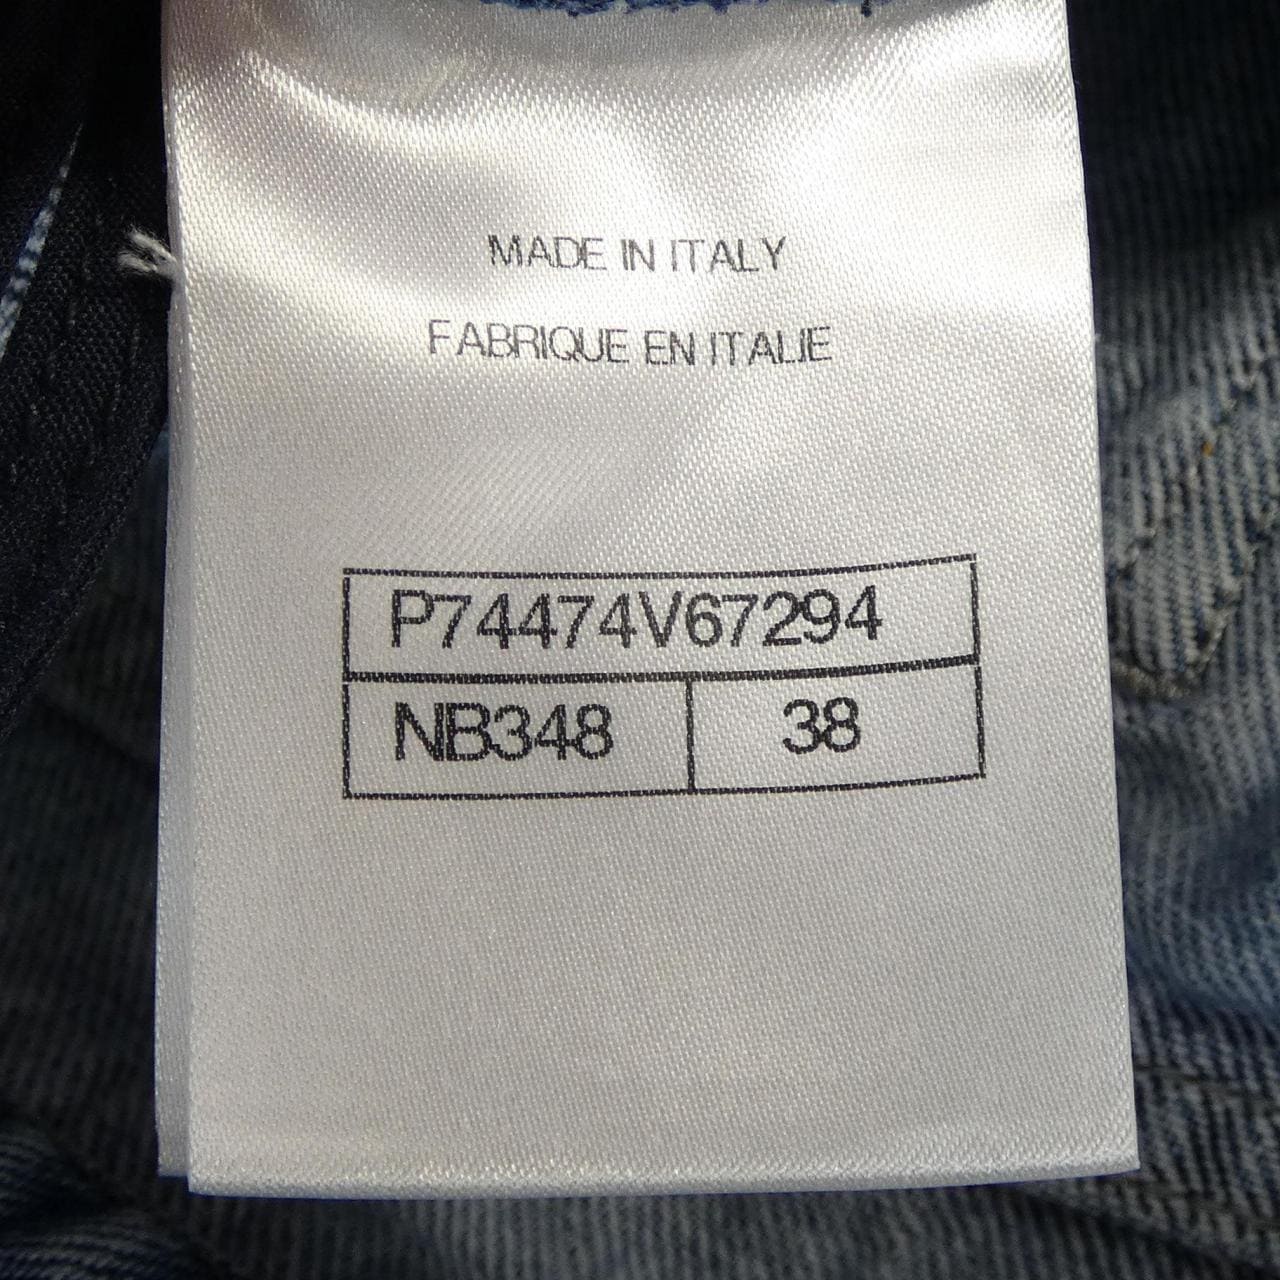 MADE IN ITALY
FABRIQUE EN ITALIE
P74474V67294
NB348 38